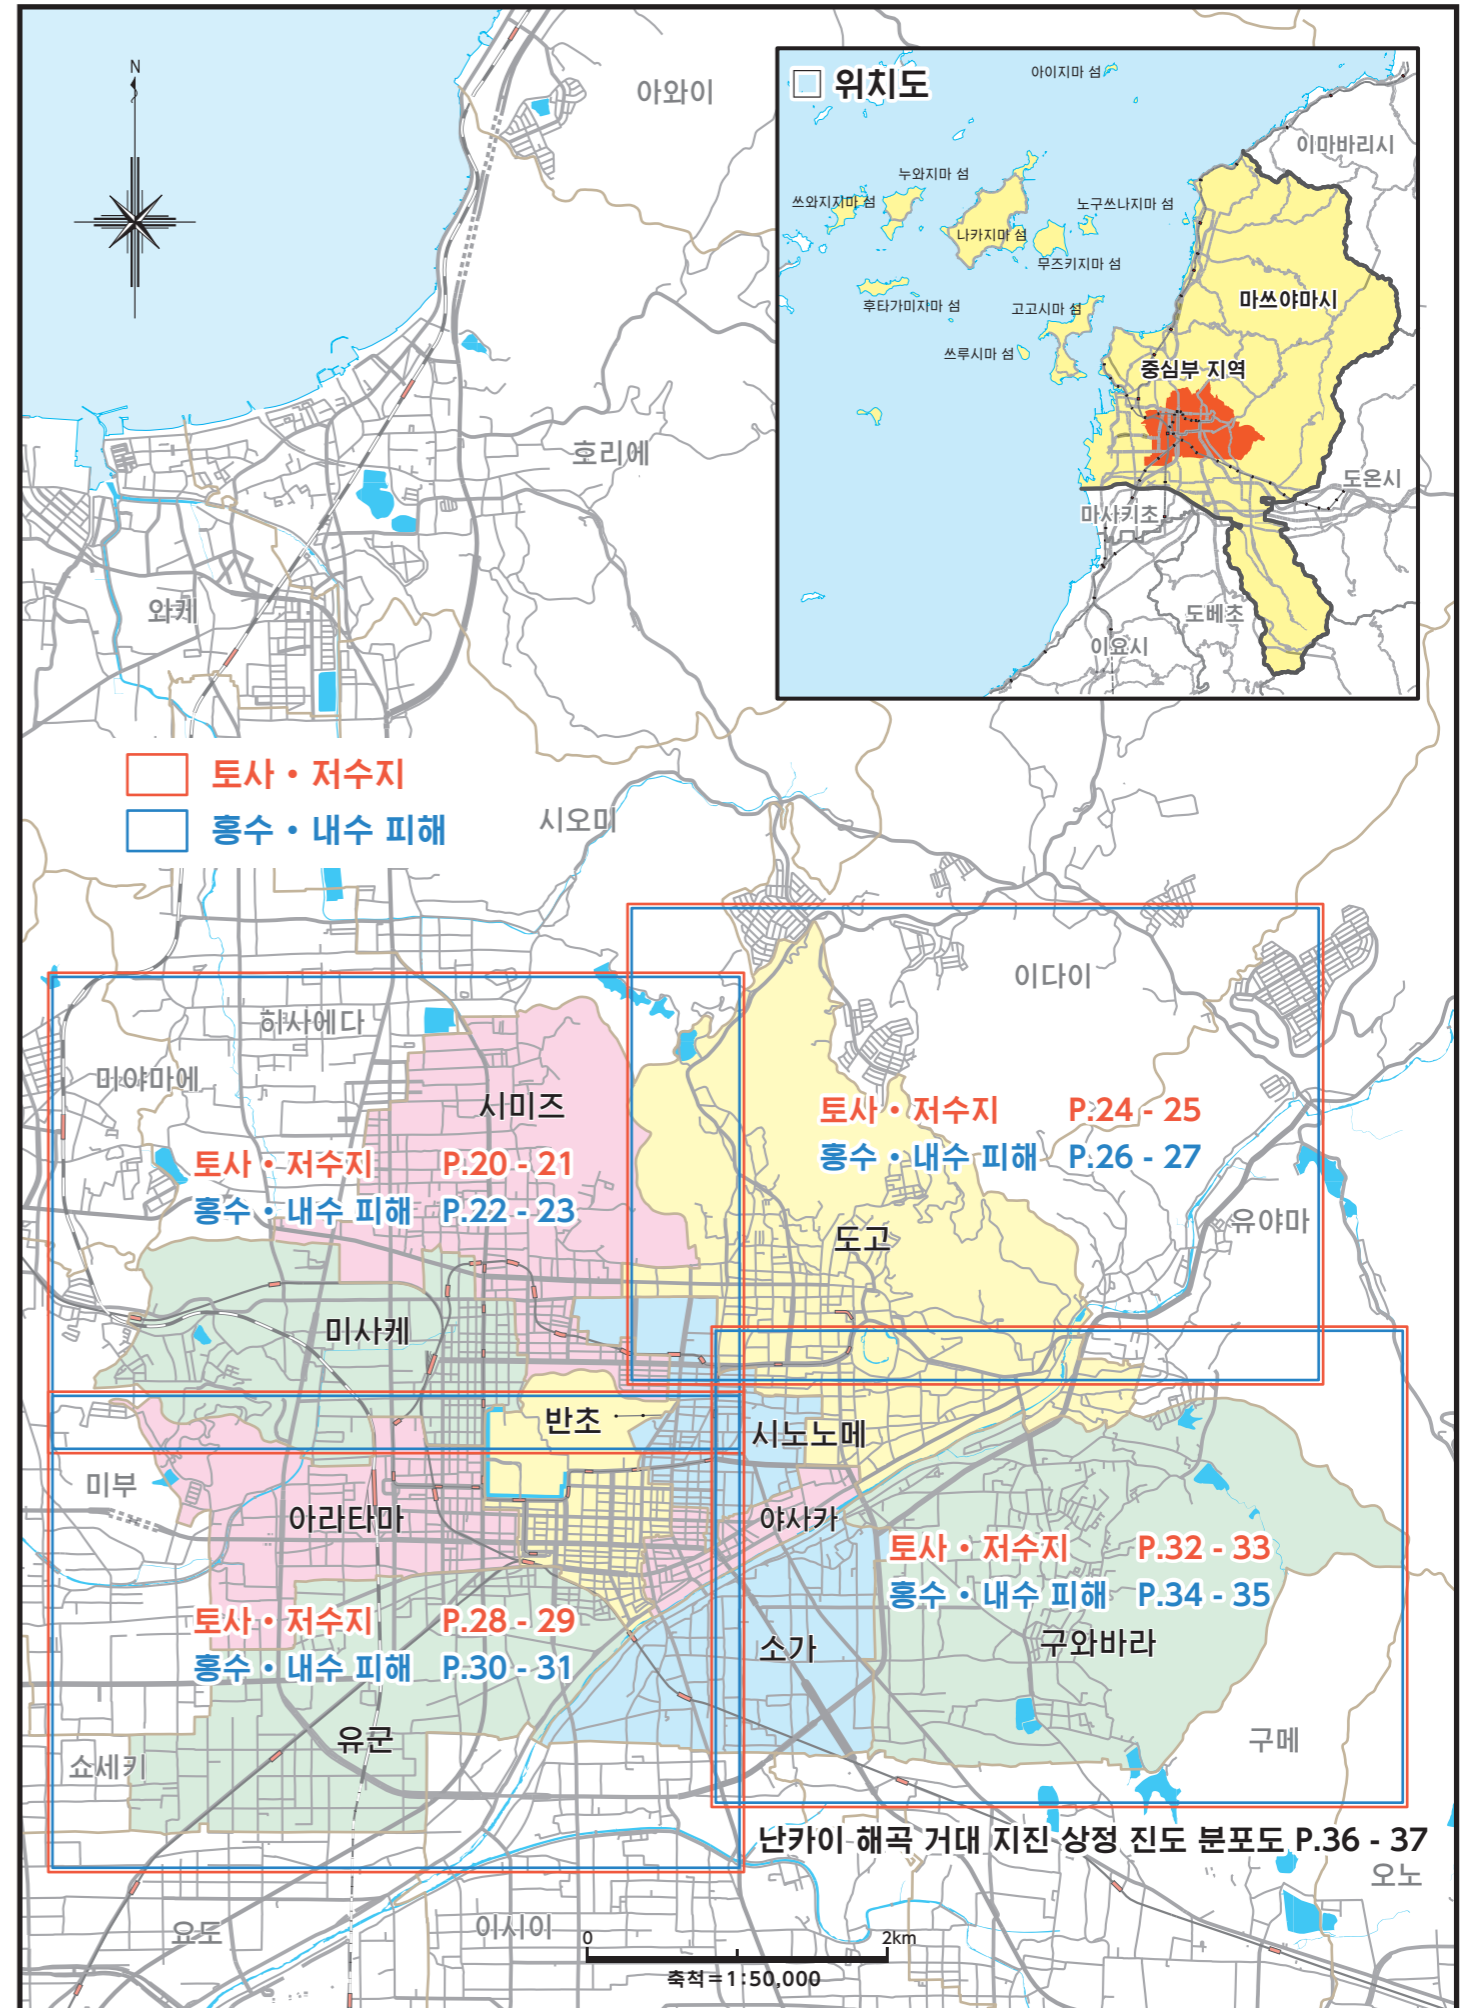 N
아와이
□ 위치도
아이지마 섬
이마바리시
누와지마 섬
쓰와지지마 섬
노구쓰나지마 섬
나카지마 섬
무즈키지마 섬
후타가미지마 섬
고고시마 섬
마쓰야마시
쓰루시마 섬
중심부 지역
도온시
마사키초
도베초
이요시
호리에
와케
토사・저수지
홍수・내수 피해
시오미
이다이
히사에다
미야마에
시미즈
토사・저수지 P.24 - 25
홍수・내수 피해 P.26 - 27
토사・저수지 P.20 - 21
홍수・내수 피해 P.22 - 23
유야마
도고
미사케
반초
시노노메
미부
아라타마
야사카
토사・저수지 P.32 - 33
홍수・내수 피해 P.34 - 35
토사・저수지 P.28 - 29
홍수・내수 피해 P.30 - 31
소가
구와바라
유군
구메
쇼세키
난카이 해곡 거대 지진 상정 진도 분포도 P.36 - 37
오노
요도
이시이
0 2km
축척=1:50,000